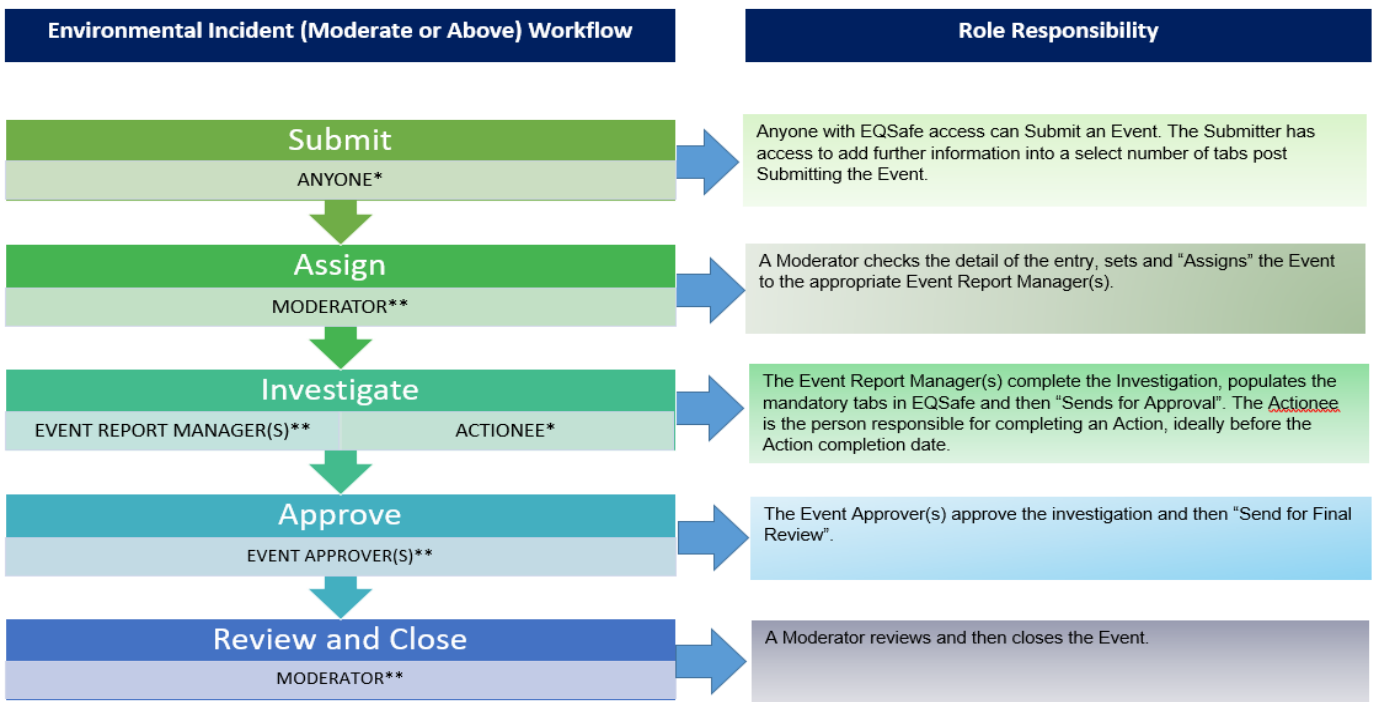 Environmental Incident (Moderate or Above) Workflow
Role Responsibility
Submit
ANYONE*
Anyone with EQSafe access can Submit an Event. The Submitter has
access to add further information into a select number of tabs post
Submitting the Event.
Assign
MODERATOR**
A Moderator checks the detail of the entry, sets and “Assigns” the Event
to the appropriate Event Report Manager(s).
Investigate
EVENT REPORT MANAGER(S)**
ACTIONEE*
The Event Report Manager(s) complete the Investigation, populates the
mandatory tabs in EQSafe and then “Sends for Approval”. The Actionee
is the person responsible for completing an Action, ideally before the
Action completion date.
Approve
EVENT APPROVER(S)**
The Event Approver(s) approve the investigation and then “Send for Final
Review”.
Review and Close
MODERATOR**
A Moderator reviews and then closes the Event.